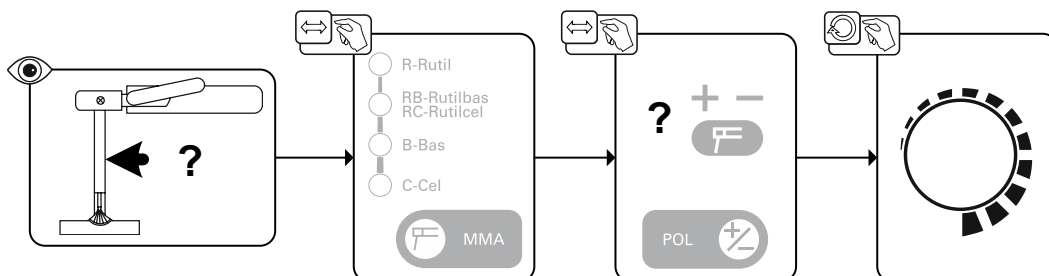 ?
R-Rutil
RB-Rutilbas
RC-Rutilcel
B-Bas
C-Cel
MMA
?
+ −
POL +/−